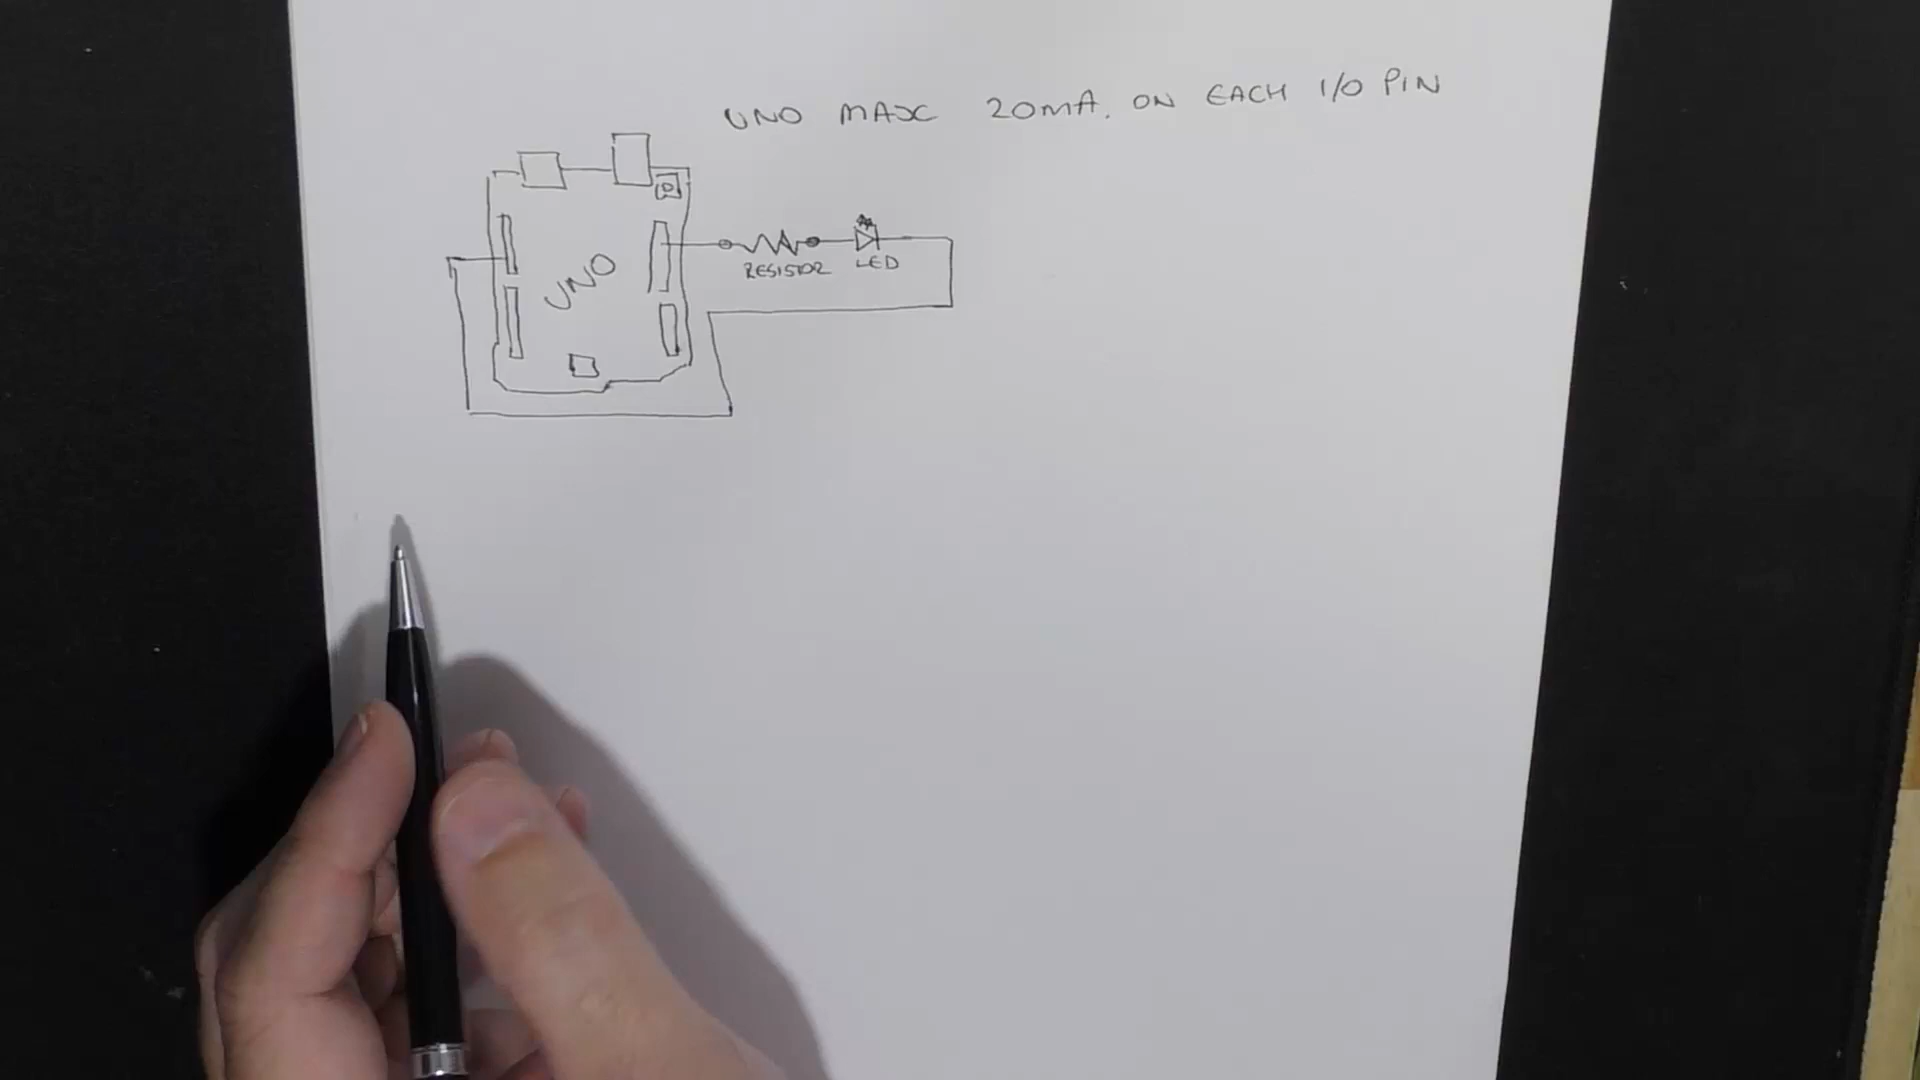 UNO MAX 20MA. ON EACH I/O PIN
UNO
RESISTOR LED